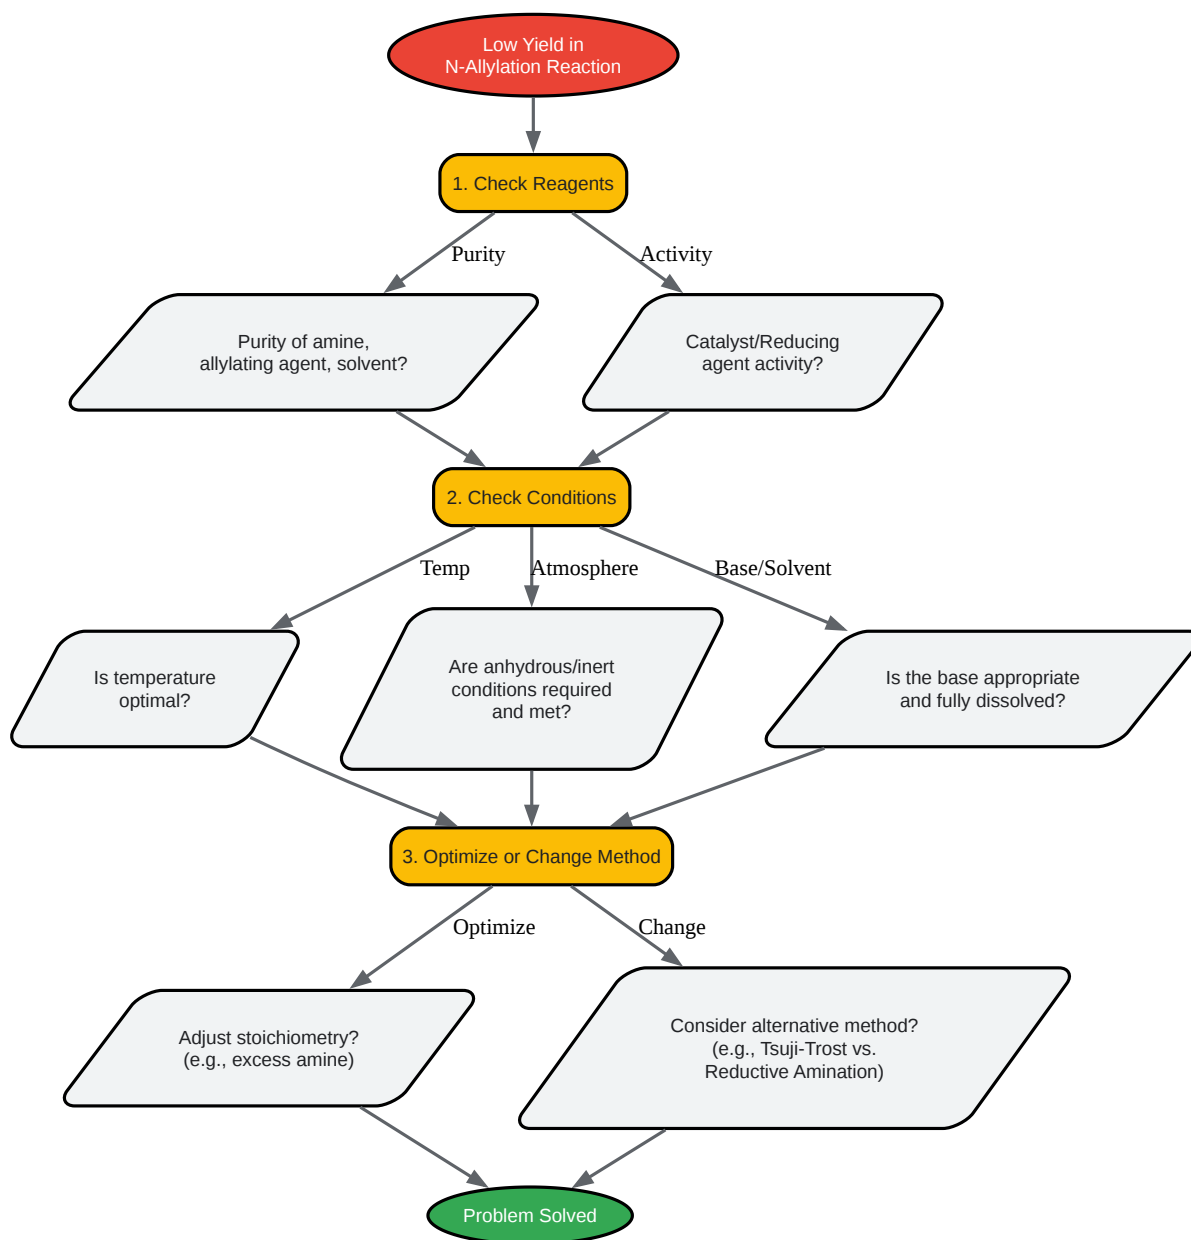 Low Yield in
N-Allylation Reaction
1. Check Reagents
Purity
Activity
Purity of amine,
allylating agent, solvent?
Catalyst/Reducing
agent activity?
2. Check Conditions
Temp
Atmosphere
Base/Solvent
Is temperature
optimal?
Are anhydrous/inert
conditions required
and met?
Is the base appropriate
and fully dissolved?
3. Optimize or Change Method
Optimize
Change
Adjust stoichiometry?
(e.g., excess amine)
Consider alternative method?
(e.g., Tsuji-Trost vs.
Reductive Amination)
Problem Solved